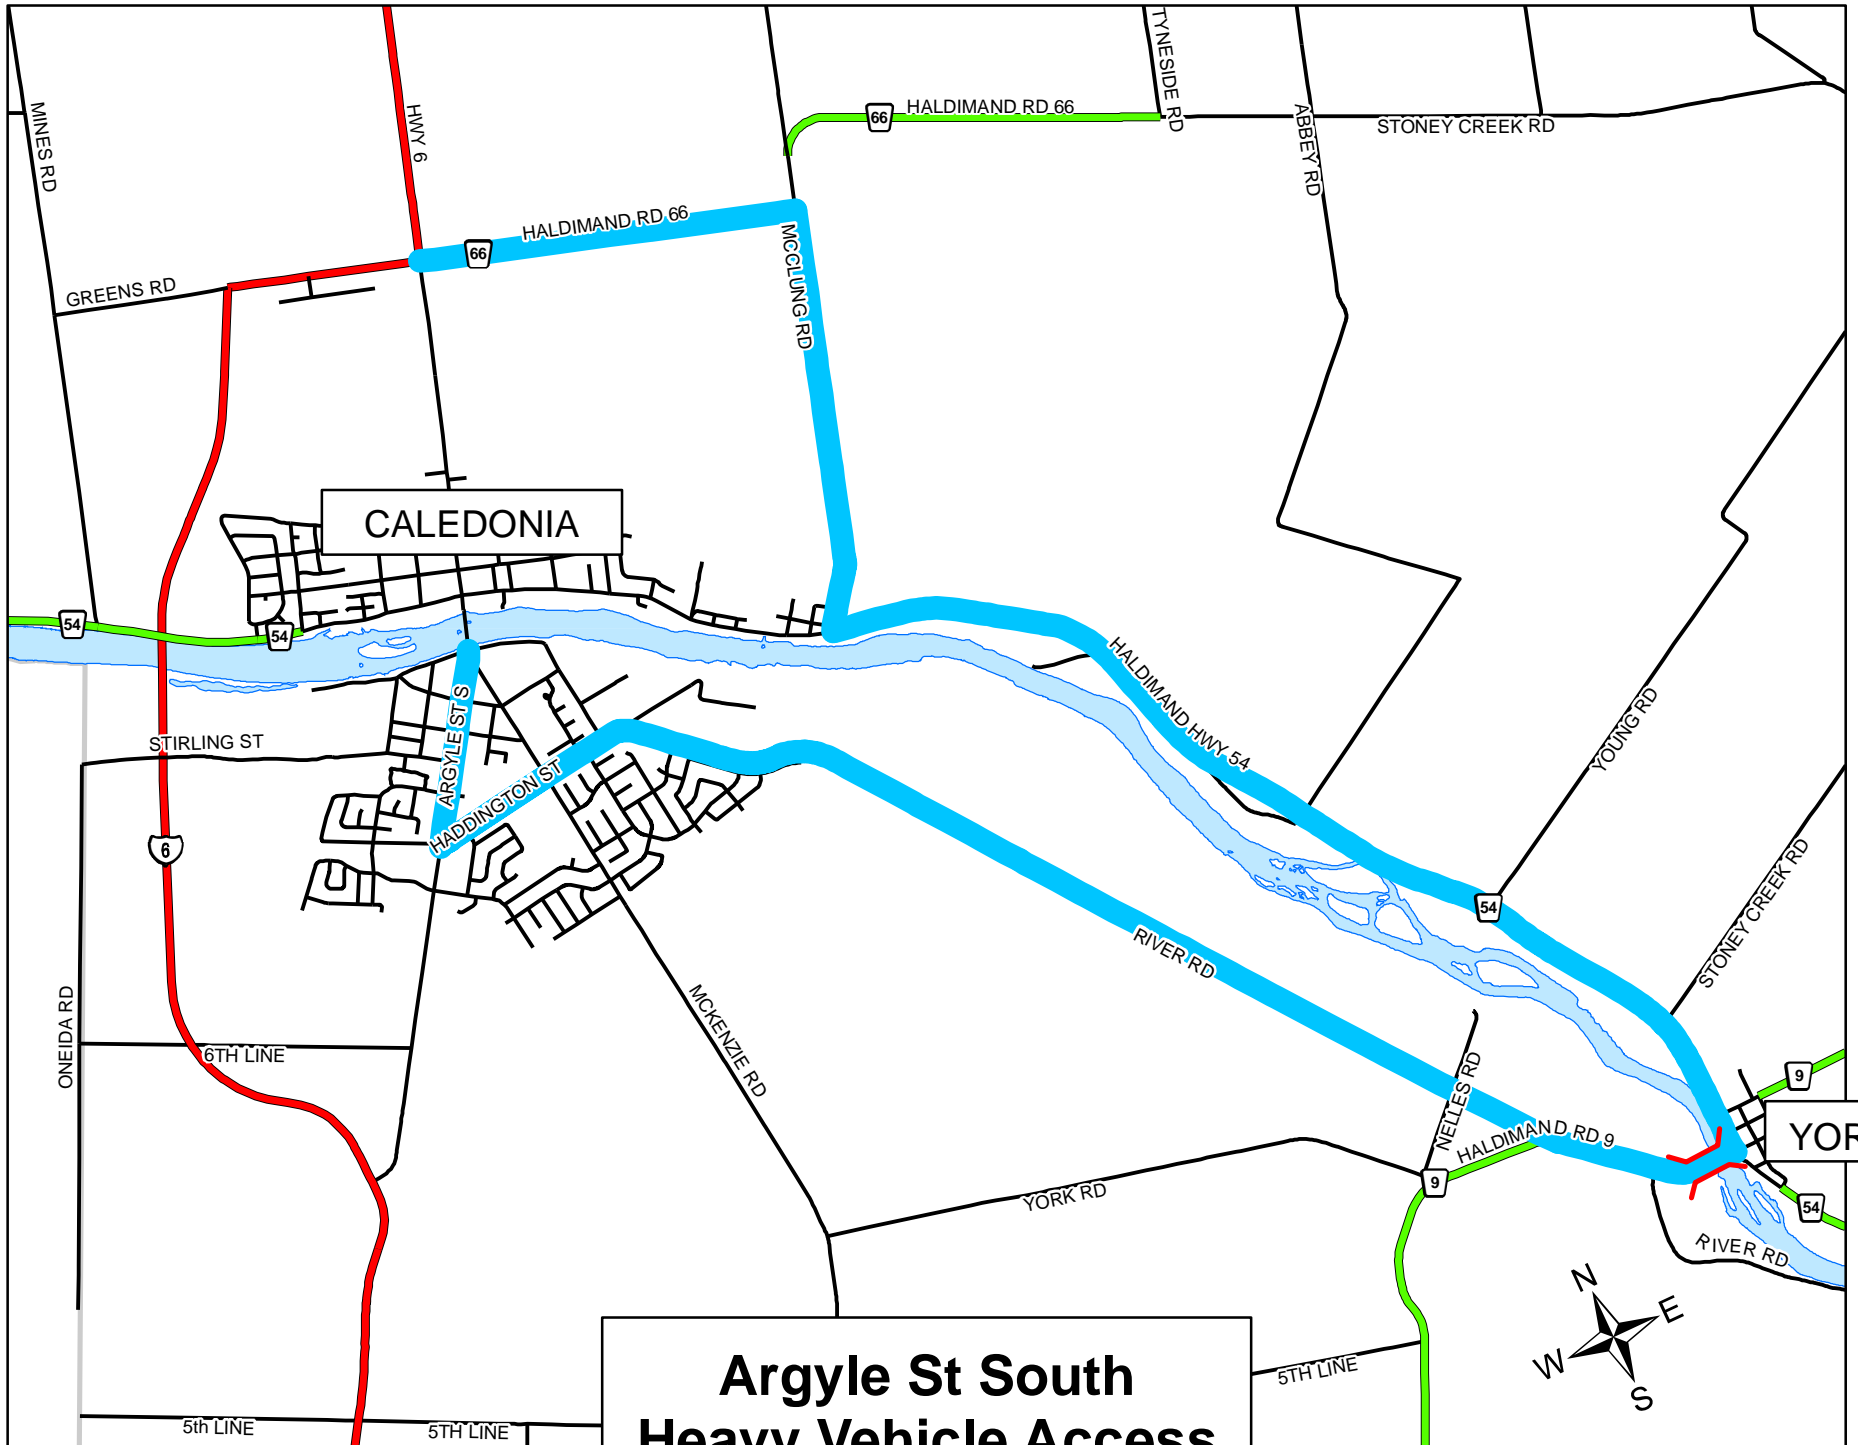 TYNESIDE RD
HALDIMAND RD 66
66
STONEY CREEK RD
MINES RD
HWY 6
ABBEY RD
HALDIMAND RD 66
66
MCCLUNG RD
GREENS RD
CALEDONIA
54
54
HALDIMAND HWY 54
ARGYLE ST S
STIRLING ST
YOUNG RD
HADDINGTON ST
6
STONEY CREEK RD
54
RIVER RD
MCKENZIE RD
ONEIDA RD
6TH LINE
NELLES RD
9
HALDIMAND RD 9
YOR
9
YORK RD
54
RIVER RD
N
E
W
S
Argyle St South
Heavy Vehicle Access
5TH LINE
5th LINE
5TH LINE